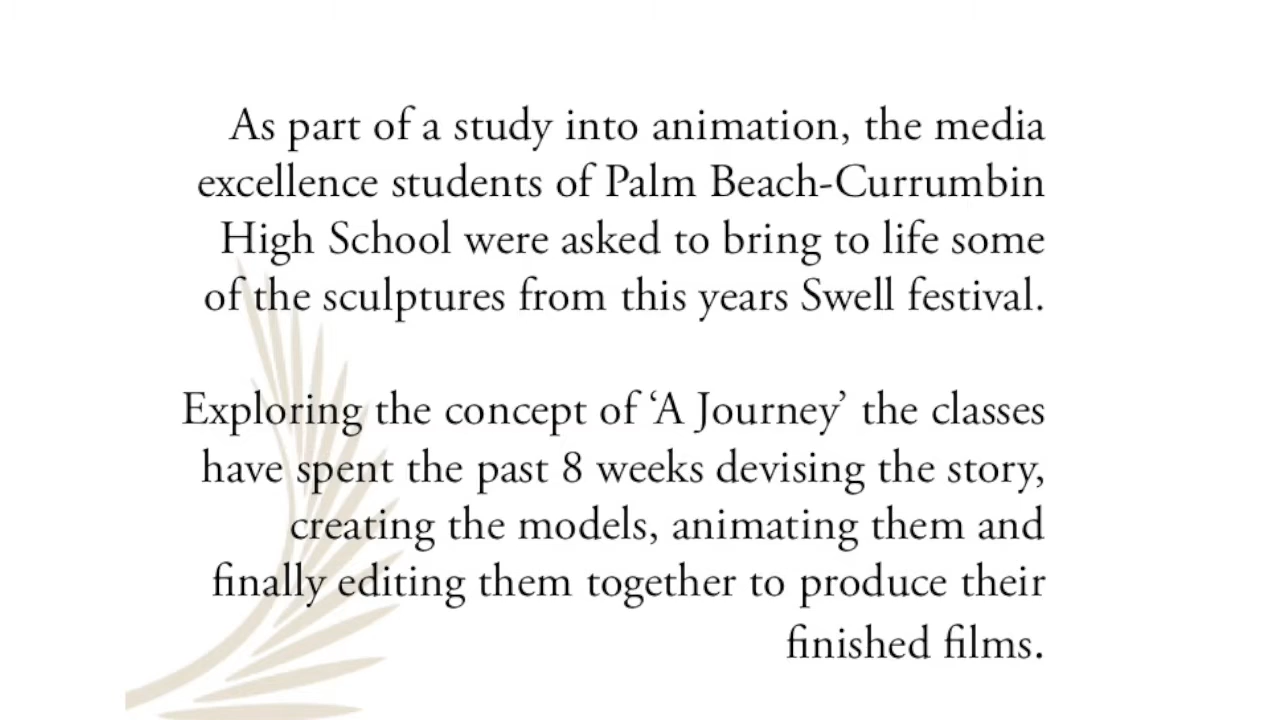 As part of a study into animation, the media
excellence students of Palm Beach-Currumbin
High School were asked to bring to life some
of the sculptures from this years Swell festival.
Exploring the concept of ‘A Journey’ the classes
have spent the past 8 weeks devising the story,
creating the models, animating them and
finally editing them together to produce their
finished films.